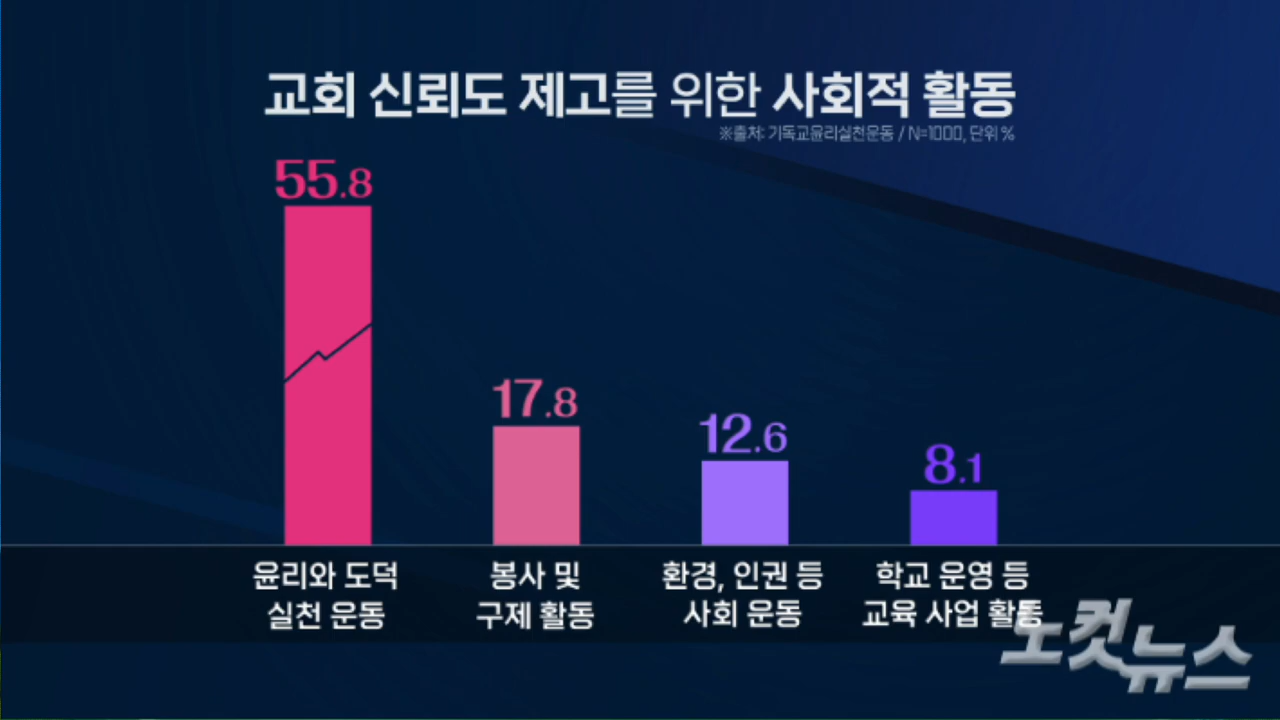 교회 신뢰도 제고를 위한 사회적 활동
※출처: 기독교윤리실천운동 / N=1000, 단위 %
55.8
17.8
12.6
8.1
윤리와 도덕
실천 운동
봉사 및
구제 활동
환경, 인권 등
사회 운동
학교 운영 등
교육 사업 활동
노컷뉴스